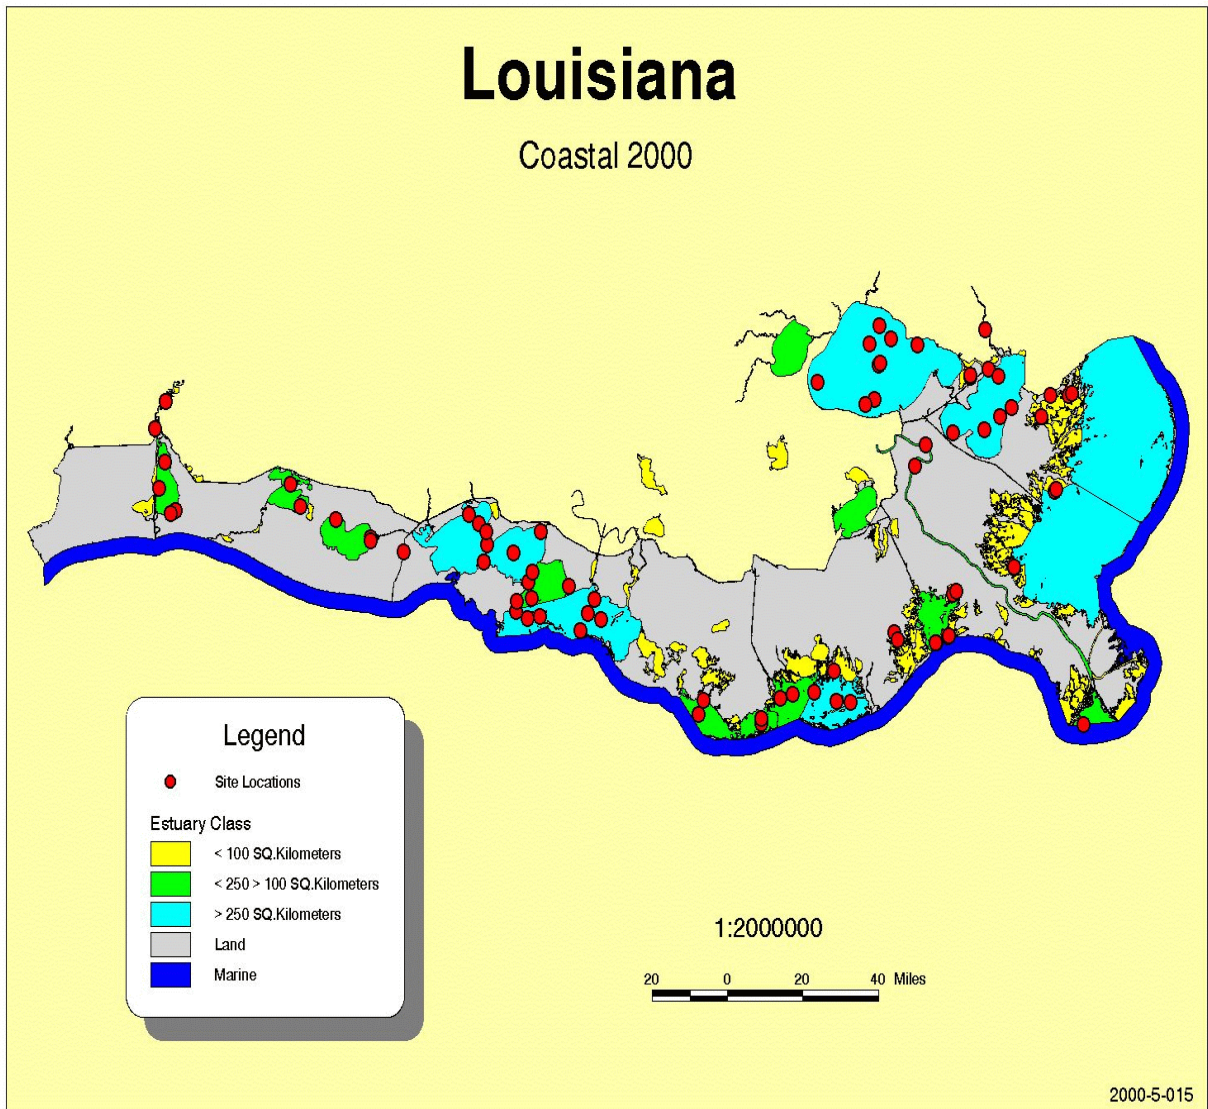 Louisiana
Coastal 2000
Legend
Site Locations
Estuary Class
< 100 SQ.Kilometers
< 250 > 100 SQ.Kilometers
> 250 SQ.Kilometers
Land
Marine
1:2000000
20 0 20 40 Miles
2000-5-015